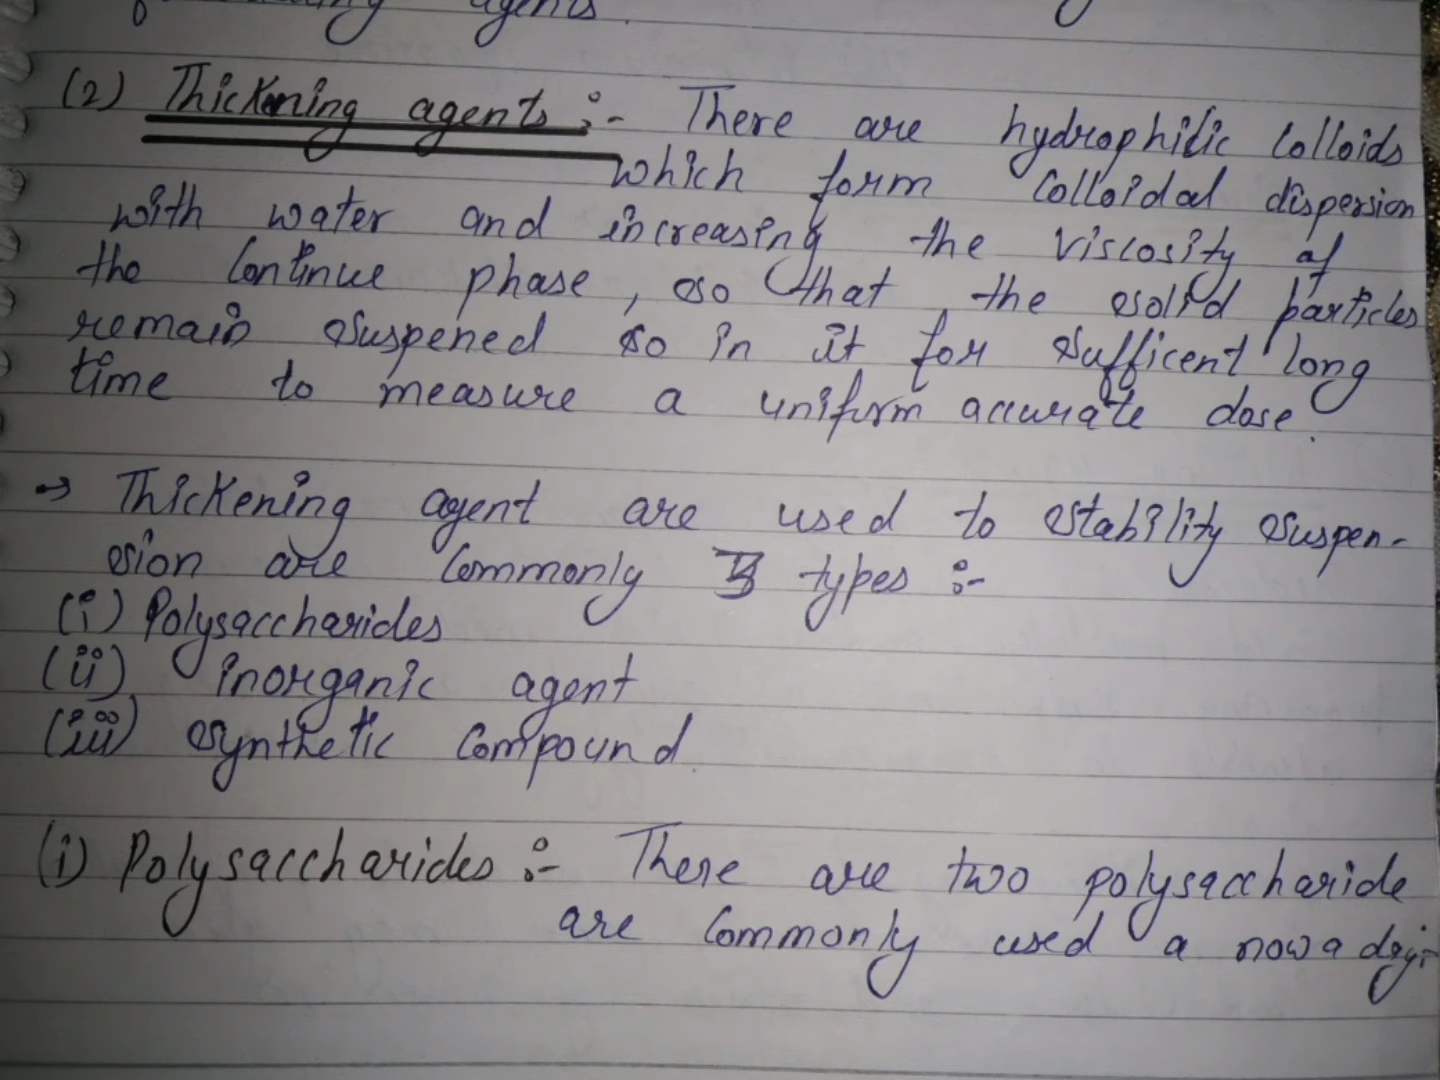 agents.
(2) Thickening agents :- There are hydrophilic Colloids
which form Colloidal dispersion
with water and increasing the viscosity of
the Continue phase, so that the solid particles
remain suspened so in it for sufficent long
time to measure a uniform accurate dose.
→ Thickening agent are used to stability suspen-
sion are Commonly 3 types :-
(i) Polysaccharides
(ii) inorganic agent
(iii) synthetic Compound.
(i) Polysaccharides :- There are two polysaccharide
are Commonly used a now a day:-